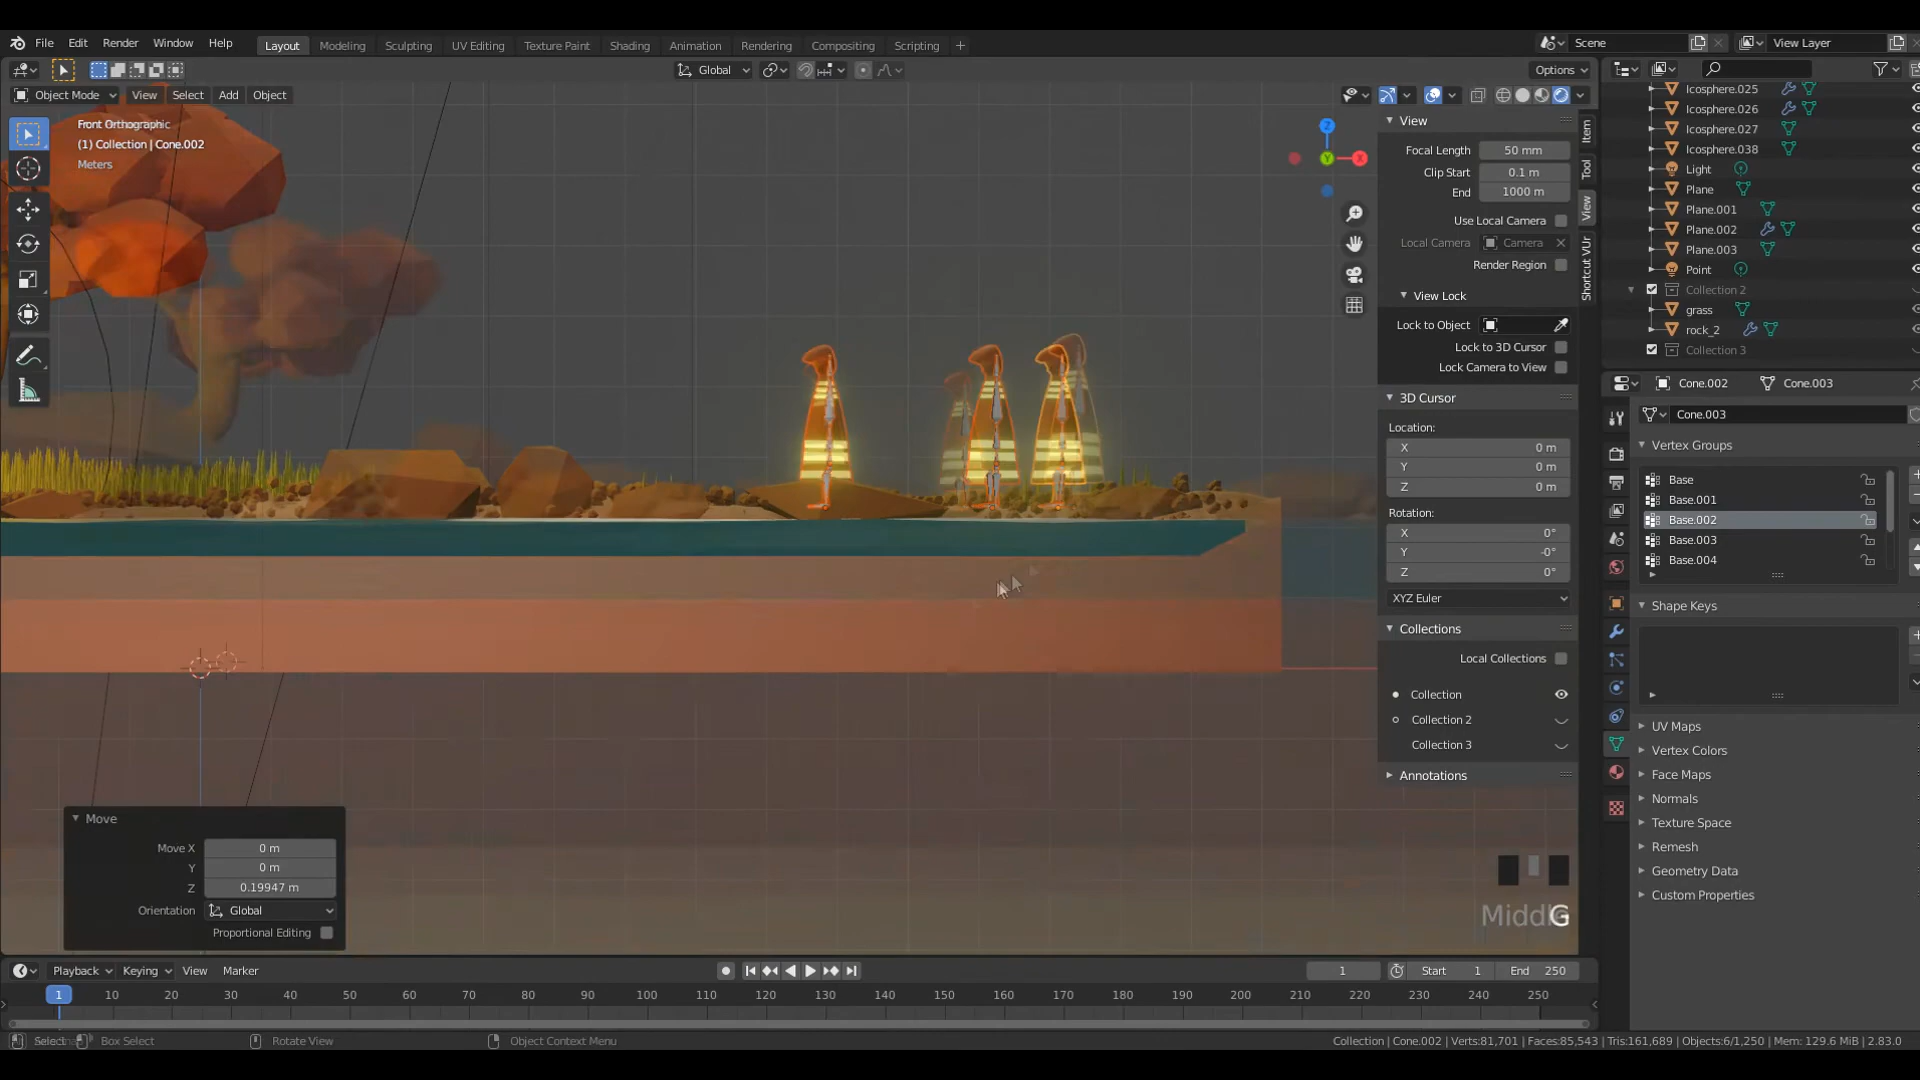 File Edit Render Window Help Layout Modeling Sculpting UV Editing Texture Paint Shading Animation Rendering Compositing Scripting + Scene View Layer
Global Options
Object Mode View Select Add Object
Front Orthographic
(1) Collection | Cone.002
Meters
View
Focal Length 50 mm
Clip Start 0.1 m
End 1000 m
Use Local Camera
Local Camera Camera
Render Region
View Lock
Lock to Object
Lock to 3D Cursor
Lock Camera to View
3D Cursor
Location:
X 0 m
Y 0 m
Z 0 m
Rotation:
X 0°
Y -0°
Z 0°
XYZ Euler
Collections
Local Collections
Collection
Collection 2
Collection 3
Annotations
Item
Tool
View
Shortcut VUr
Z
Y
X
Icosphere.025
Icosphere.026
Icosphere.027
Icosphere.038
Light
Plane
Plane.001
Plane.002
Plane.003
Point
Collection 2
grass
rock_2
Collection 3
Cone.002 Cone.003
Cone.003
Vertex Groups
Base
Base.001
Base.002
Base.003
Base.004
Shape Keys
UV Maps
Vertex Colors
Face Maps
Normals
Texture Space
Remesh
Geometry Data
Custom Properties
Move
Move X 0 m
Y 0 m
Z 0.19947 m
Orientation Global
Proportional Editing
G
Playback Keying View Marker 1 Start 1 End 250
1 10 20 30 40 50 60 70 80 90 100 110 120 130 140 150 160 170 180 190 200 210 220 230 240 250
Select Box Select Rotate View Object Context Menu Collection | Cone.002 | Verts:81,701 | Faces:85,543 | Tris:161,689 | Objects:6/1,250 | Mem: 129.6 MiB | 2.83.0